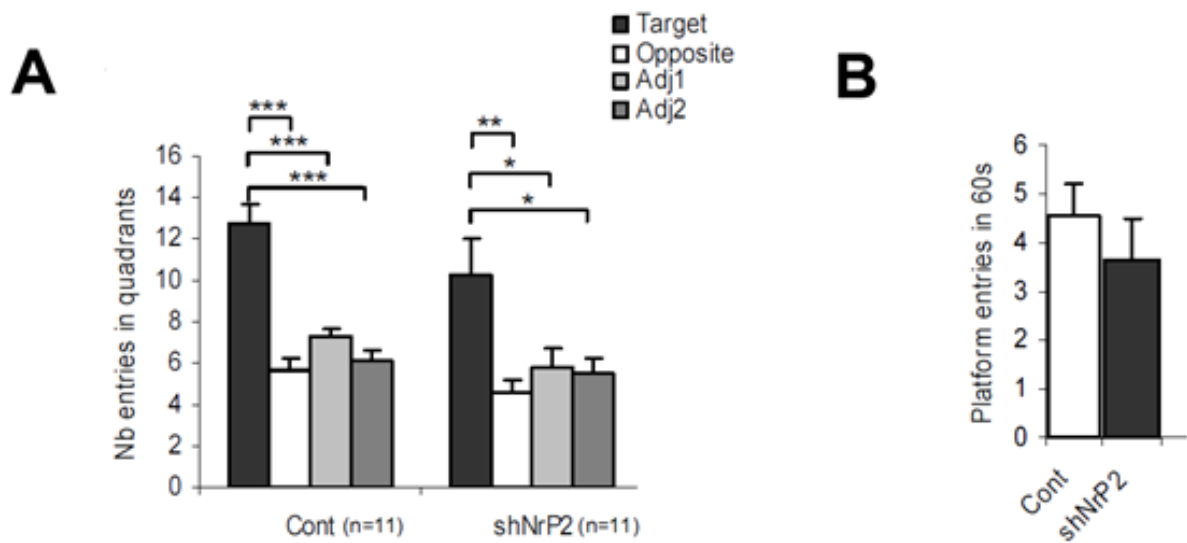 A
Target
Opposite
Adj1
Adj2
***
***
***
**
*
*
Nb entries in quadrants
16
14
12
10
8
6
4
2
0
Cont (n=11)
shNrP2 (n=11)
B
Platform entries in 60s
6
5
4
3
2
1
0
Cont
shNrP2